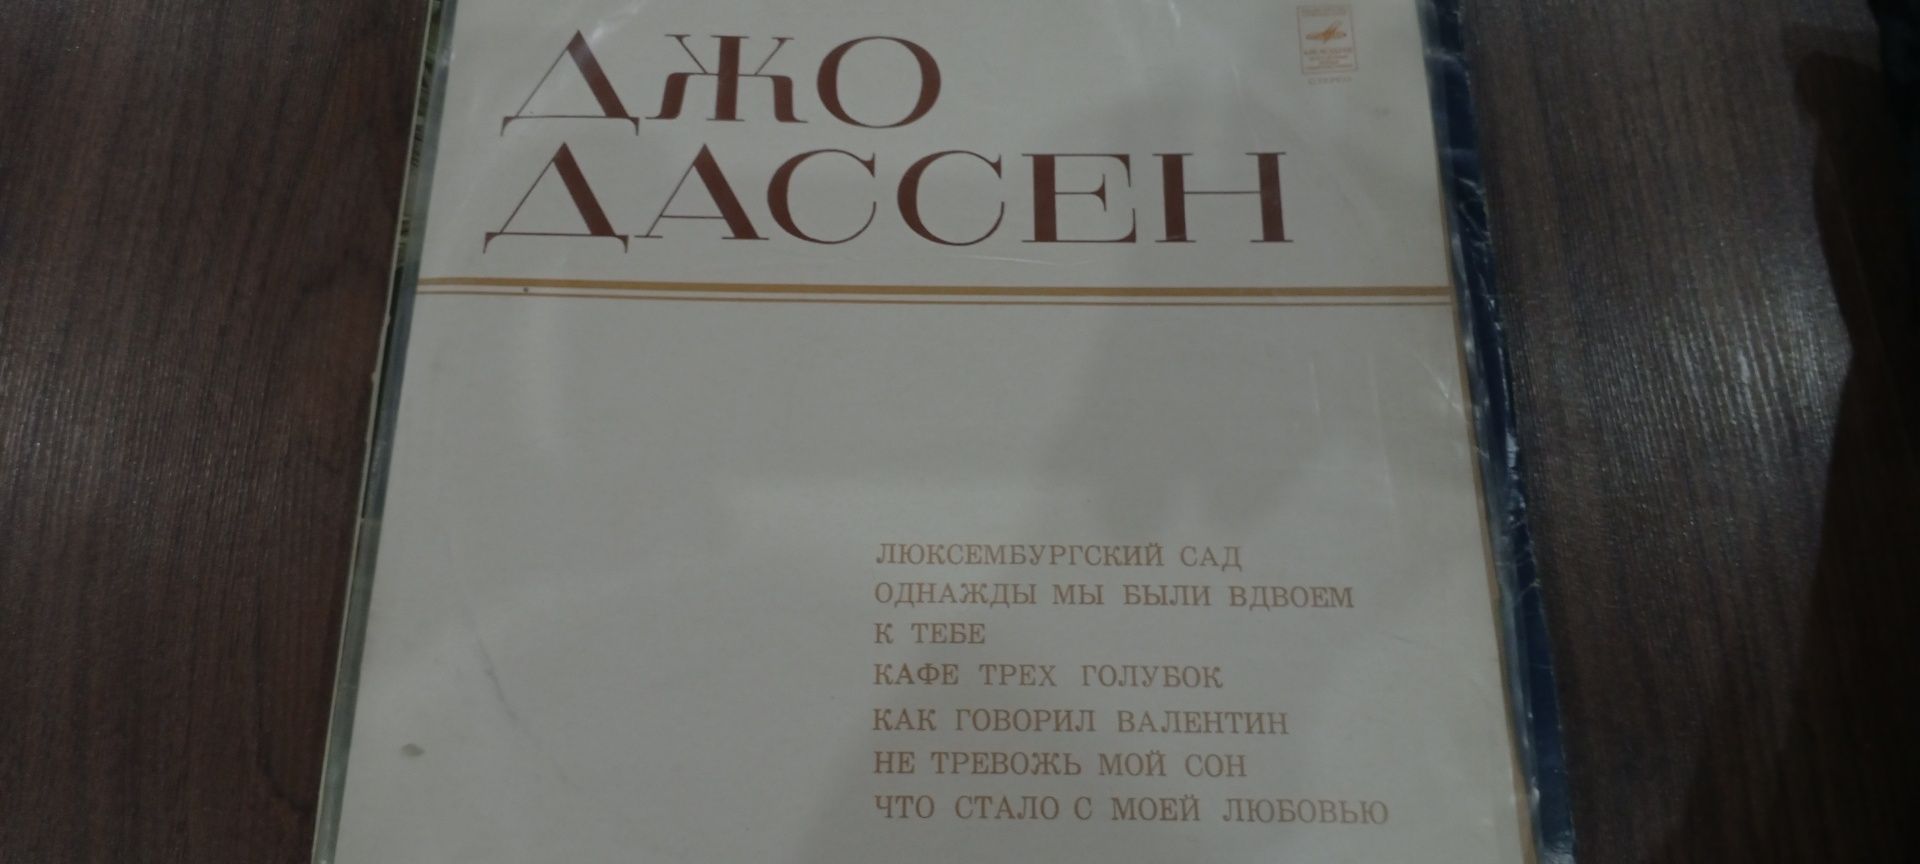 ДЖО
ДАССЕН
СТЕРЕО
ЛЮКСЕМБУРГСКИЙ САД
ОДНАЖДЫ МЫ БЫЛИ ВДВОЕМ
К ТЕБЕ
КАФЕ ТРЕХ ГОЛУБОК
КАК ГОВОРИЛ ВАЛЕНТИН
НЕ ТРЕВОЖЬ МОЙ СОН
ЧТО СТАЛО С МОЕЙ ЛЮБОВЬЮ